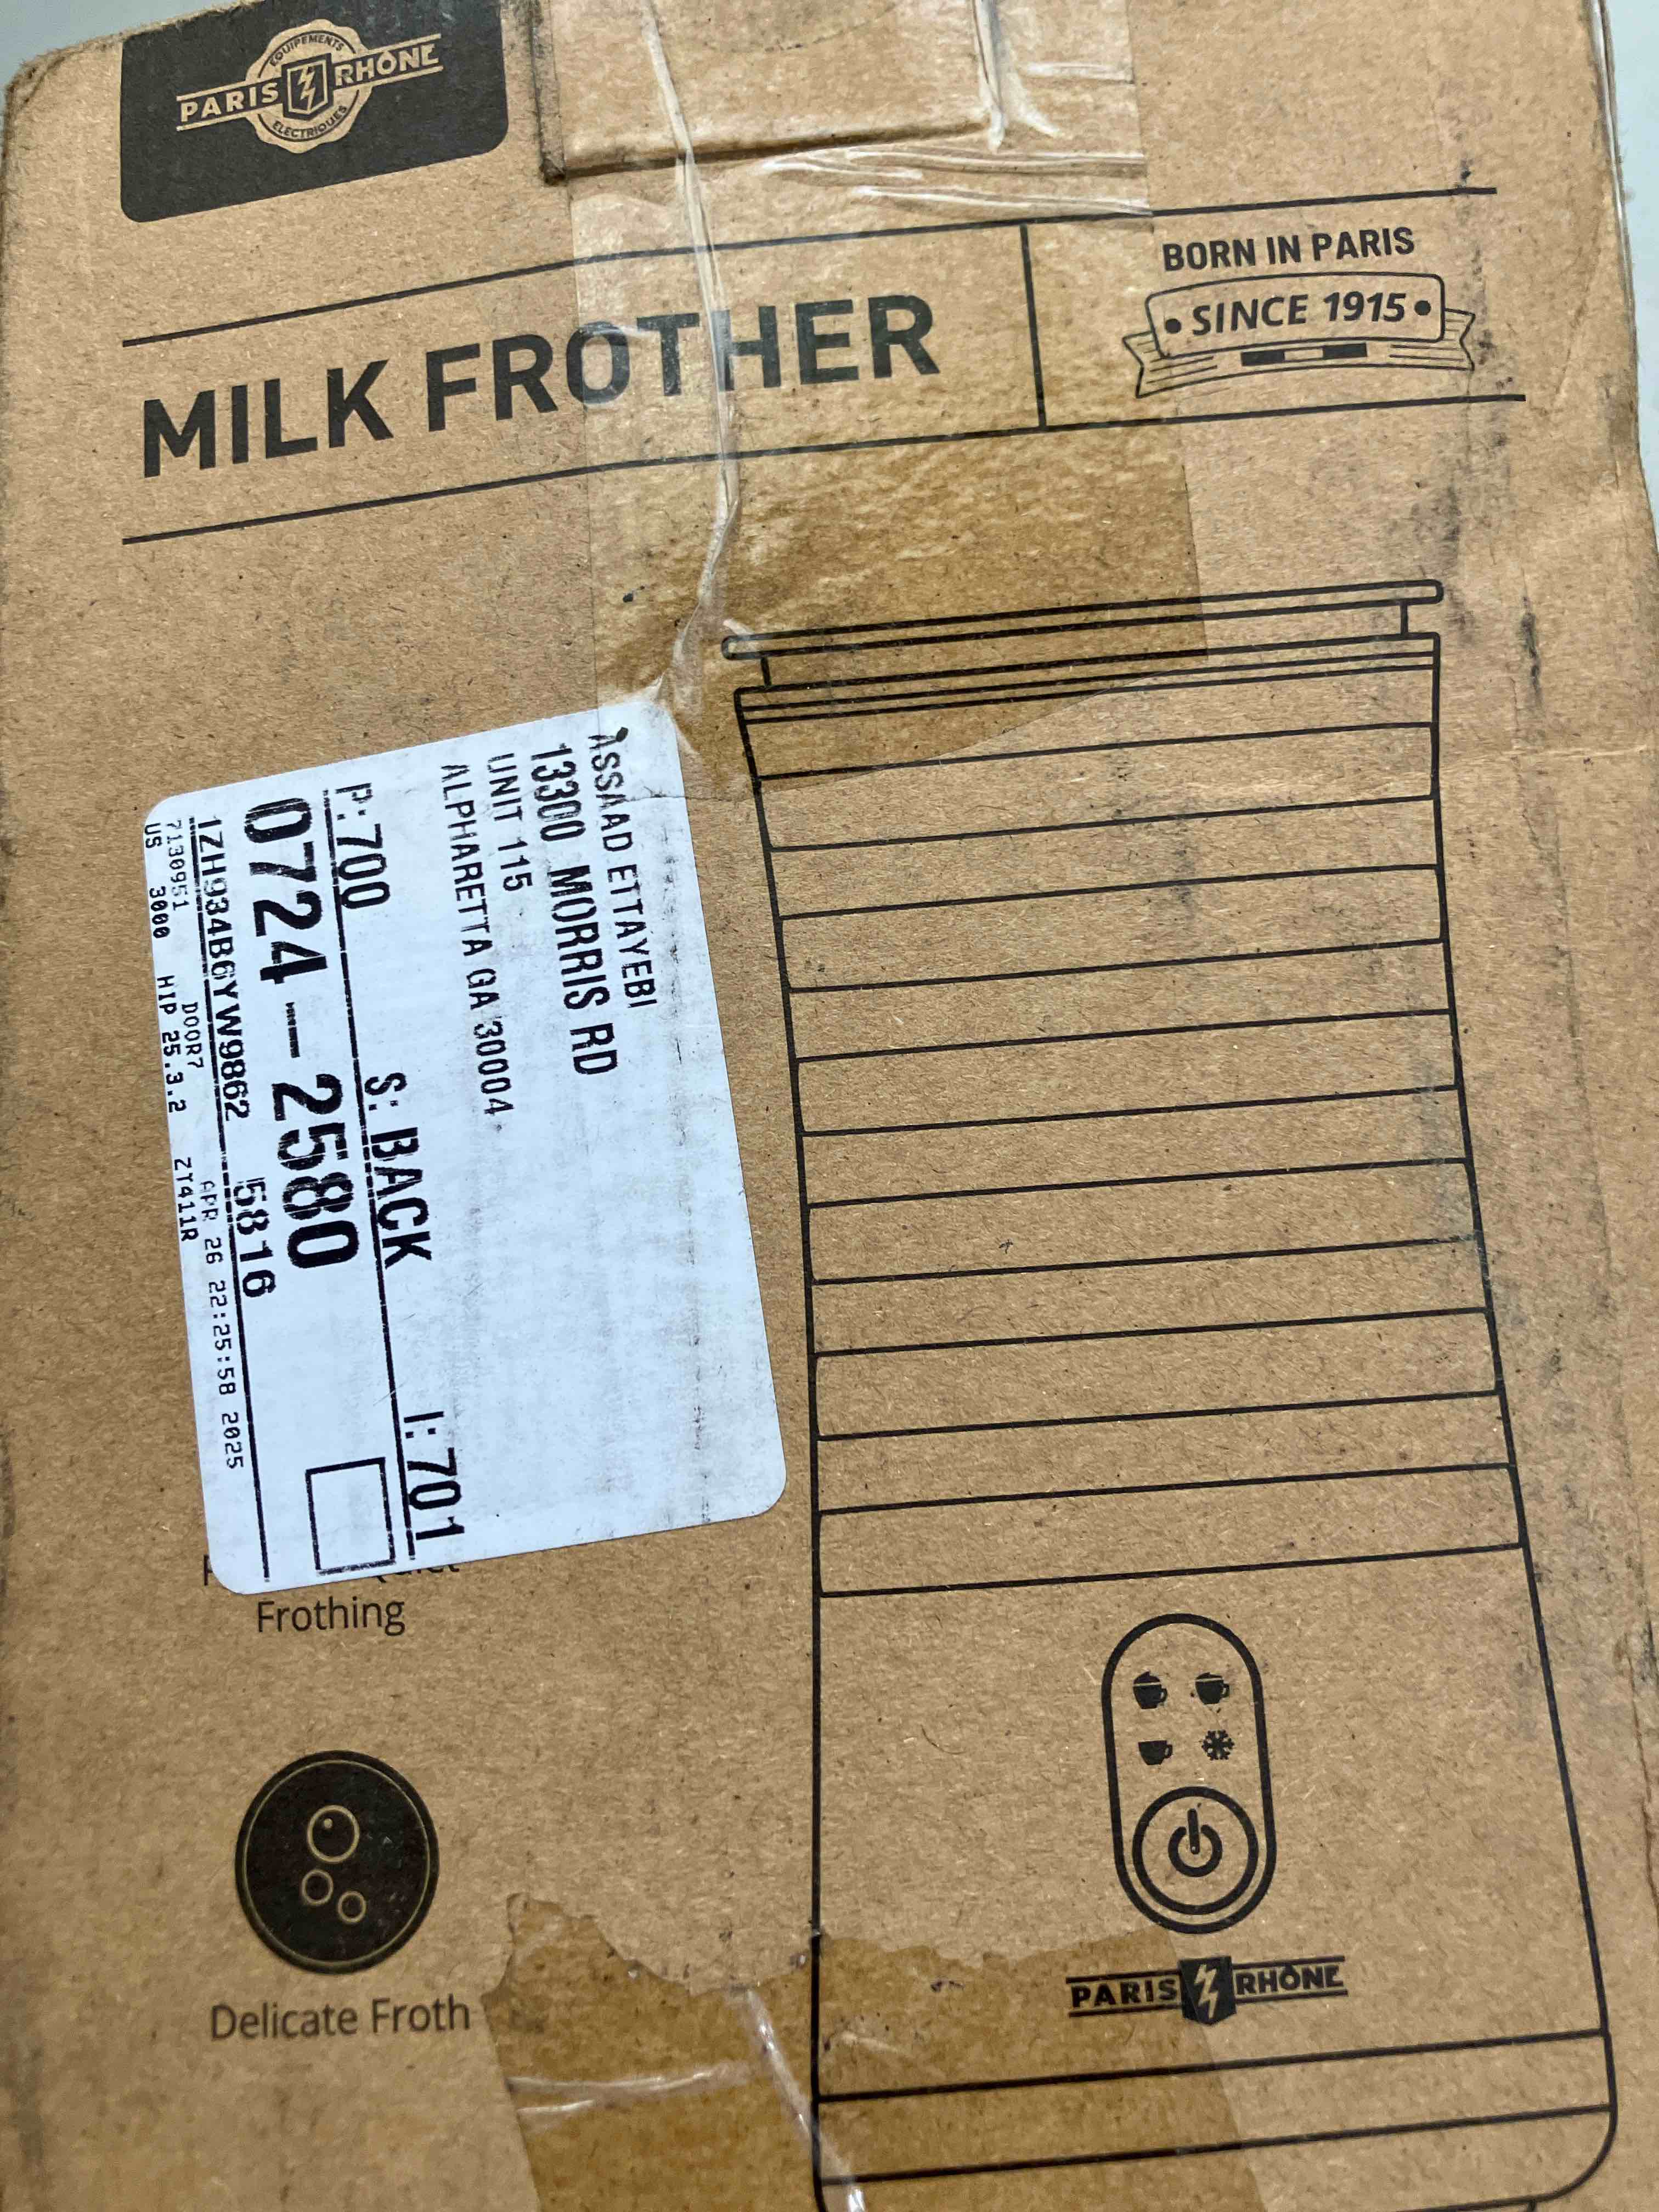 EQUIPEMENTS
PARIS RHÔNE
ELECTRIQUES
MILK FROTHER
BORN IN PARIS
• SINCE 1915 •
ASSAAD ETTAYEBI
13300 MORRIS RD
UNIT 115
ALPHARETTA GA 30004
P: 700 S: BACK I: 701
0724-2580
1ZH934B6YW9862 5816
7130951 DOOR7 APR 26 22:25:58 2025
US 3000 HIP 25.3.2 ZT411R
Frothing
Delicate Froth
PARIS RHÔNE